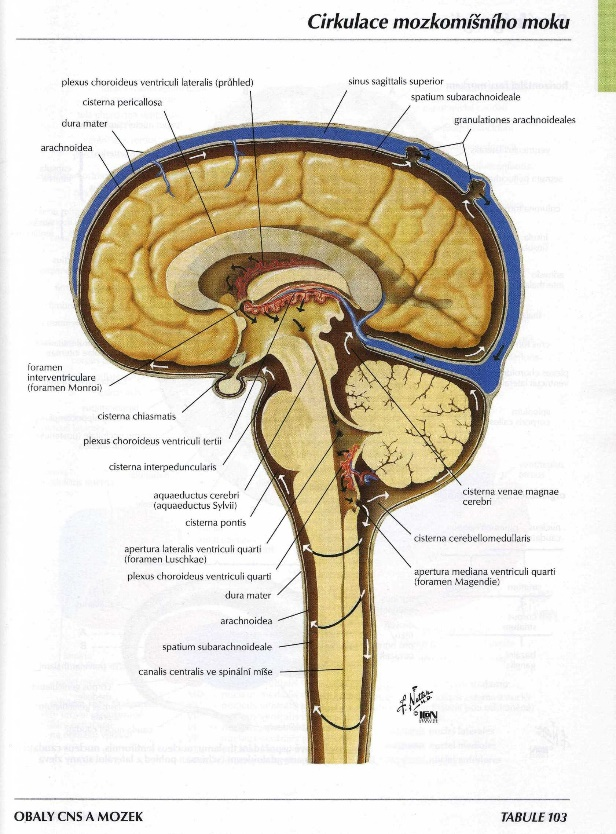 Cirkulace mozkomíšního moku
plexus choroideus ventriculi lateralis (průhled)
cisterna pericallosa
dura mater
arachnoidea
sinus sagittalis superior
spatium subarachnoideale
granulationes arachnoideales
foramen
interventriculare
(foramen Monroi)
cisterna chiasmatis
plexus choroideus ventriculi tertii
cisterna interpeduncularis
aquaeductus cerebri
(aquaeductus Sylvii)
cisterna pontis
apertura lateralis ventriculi quarti
(foramen Luschkae)
plexus choroideus ventriculi quarti
dura mater
arachnoidea
spatium subarachnoideale
canalis centralis ve spinální míše
cisterna venae magnae
cerebri
cisterna cerebellomedullaris
apertura mediana ventriculi quarti
(foramen Magendie)
F. Netter
M.D.
©
OBALY CNS A MOZEK
TABULE 103